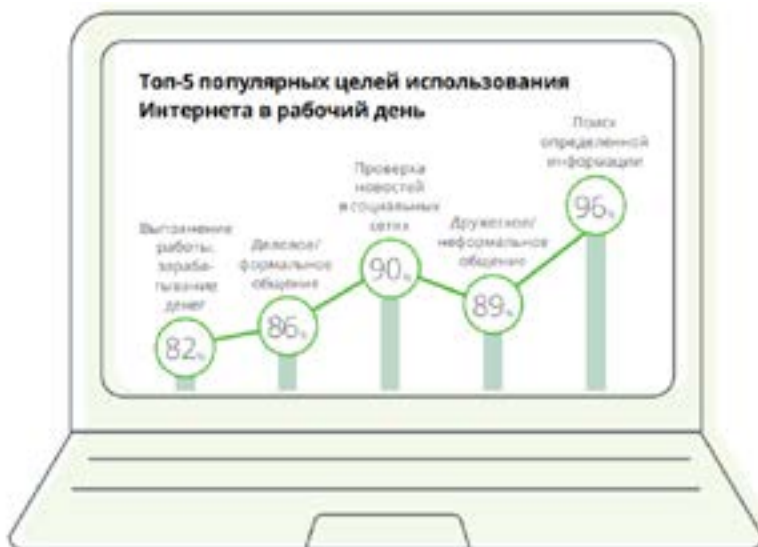 Топ-5 популярных целей использования
Интернета в рабочий день
Выполнение
работы,
зараба-
тывание
денег
82%
Деловое/
формальное
общение
86%
Проверка
новостей
в социальных
сетях
90%
Дружеское/
неформальное
общение
89%
Поиск
определенной
информации
96%